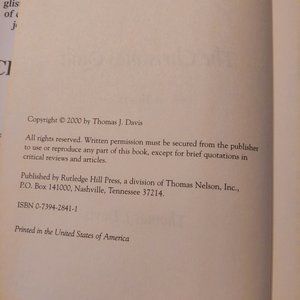 glis
of
Copyright © 2000 by Thomas J. Davis
All rights reserved. Written permission must be secured from the publisher
to use or reproduce any part of this book, except for brief quotations in
critical reviews and articles.
Published by Rutledge Hill Press, a division of Thomas Nelson, Inc.,
P.O. Box 141000, Nashville, Tennessee 37214.
ISBN 0-7394-2841-1
Printed in the United States of America